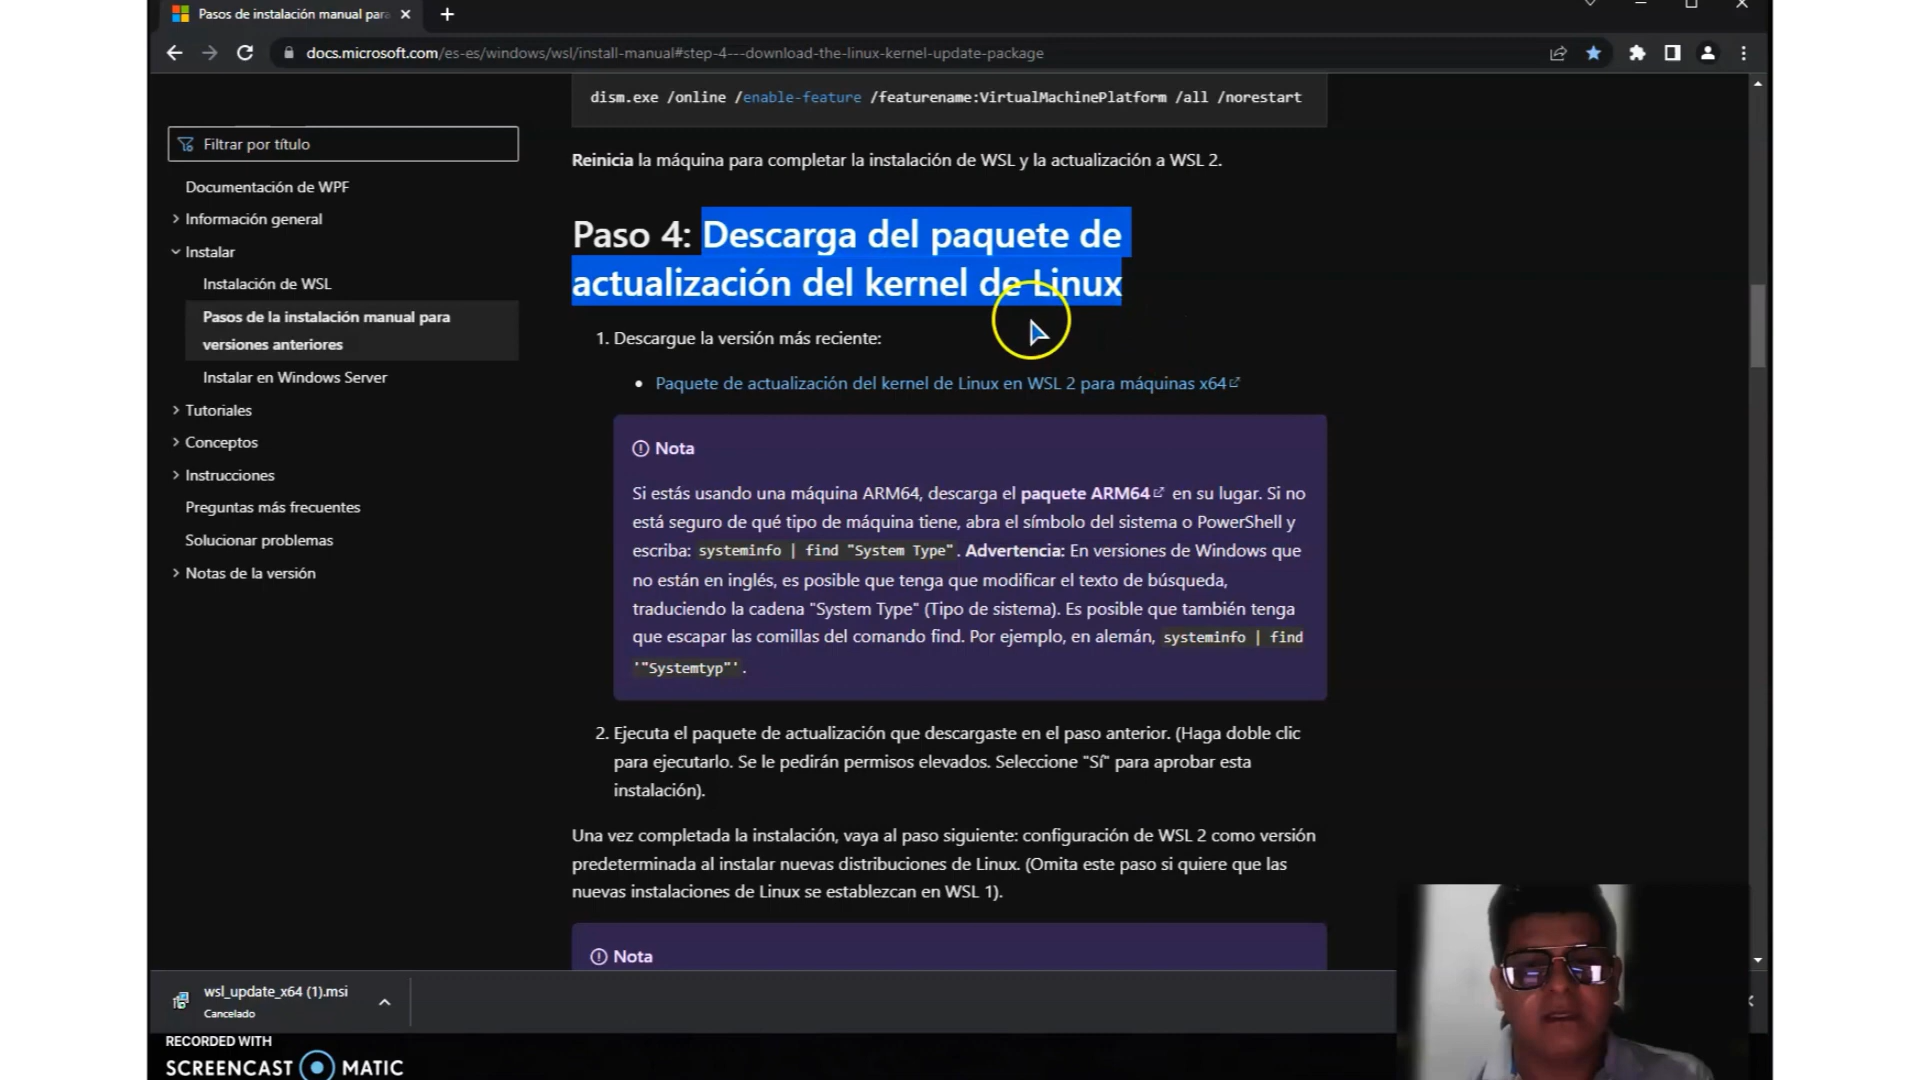 Pasos de instalación manual para
docs.microsoft.com/es-es/windows/wsl/install-manual#step-4---download-the-linux-kernel-update-package
Filtrar por título
Documentación de WPF
Información general
Instalar
Instalación de WSL
Pasos de la instalación manual para
versiones anteriores
Instalar en Windows Server
Tutoriales
Conceptos
Instrucciones
Preguntas más frecuentes
Solucionar problemas
Notas de la versión
dism.exe /online /enable-feature /featurename:VirtualMachinePlatform /all /norestart
Reinicia la máquina para completar la instalación de WSL y la actualización a WSL 2.
Paso 4: Descarga del paquete de
actualización del kernel de Linux
1. Descargue la versión más reciente:
• Paquete de actualización del kernel de Linux en WSL 2 para máquinas x64
Nota
Si estás usando una máquina ARM64, descarga el paquete ARM64 en su lugar. Si no
está seguro de qué tipo de máquina tiene, abra el símbolo del sistema o PowerShell y
escriba: systeminfo | find "System Type". Advertencia: En versiones de Windows que
no están en inglés, es posible que tenga que modificar el texto de búsqueda,
traduciendo la cadena "System Type" (Tipo de sistema). Es posible que también tenga
que escapar las comillas del comando find. Por ejemplo, en alemán, systeminfo | find
'"Systemtyp"'.
2. Ejecuta el paquete de actualización que descargaste en el paso anterior. (Haga doble clic
para ejecutarlo. Se le pedirán permisos elevados. Seleccione "Sí" para aprobar esta
instalación).
Una vez completada la instalación, vaya al paso siguiente: configuración de WSL 2 como versión
predeterminada al instalar nuevas distribuciones de Linux. (Omita este paso si quiere que las
nuevas instalaciones de Linux se establezcan en WSL 1).
Nota
wsl_update_x64 (1).msi
Cancelado
RECORDED WITH
SCREENCAST MATIC